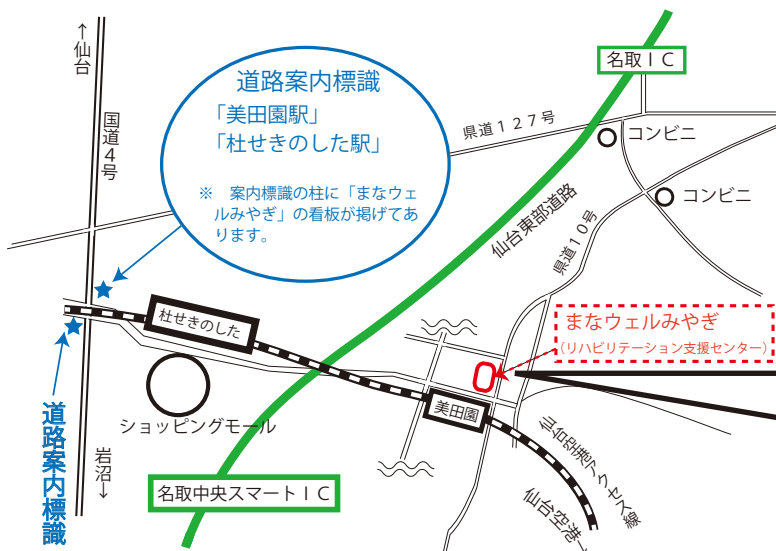 ↑仙台
国道４号
道路案内標識
「美田園駅」
「杜せきのした駅」
※　案内標識の柱に「まなウェ
ルみやぎ」の看板が掲げてあ
ります。
名取ＩＣ
県道１２７号
コンビニ
コンビニ
仙台東部道路
県道１０号
杜せきのした
まなウェルみやぎ
（リハビリテーション支援センター）
ショッピングモール
美田園
道路案内標識
岩沼→
名取中央スマートＩＣ
仙台空港アクセス線
仙台空港→